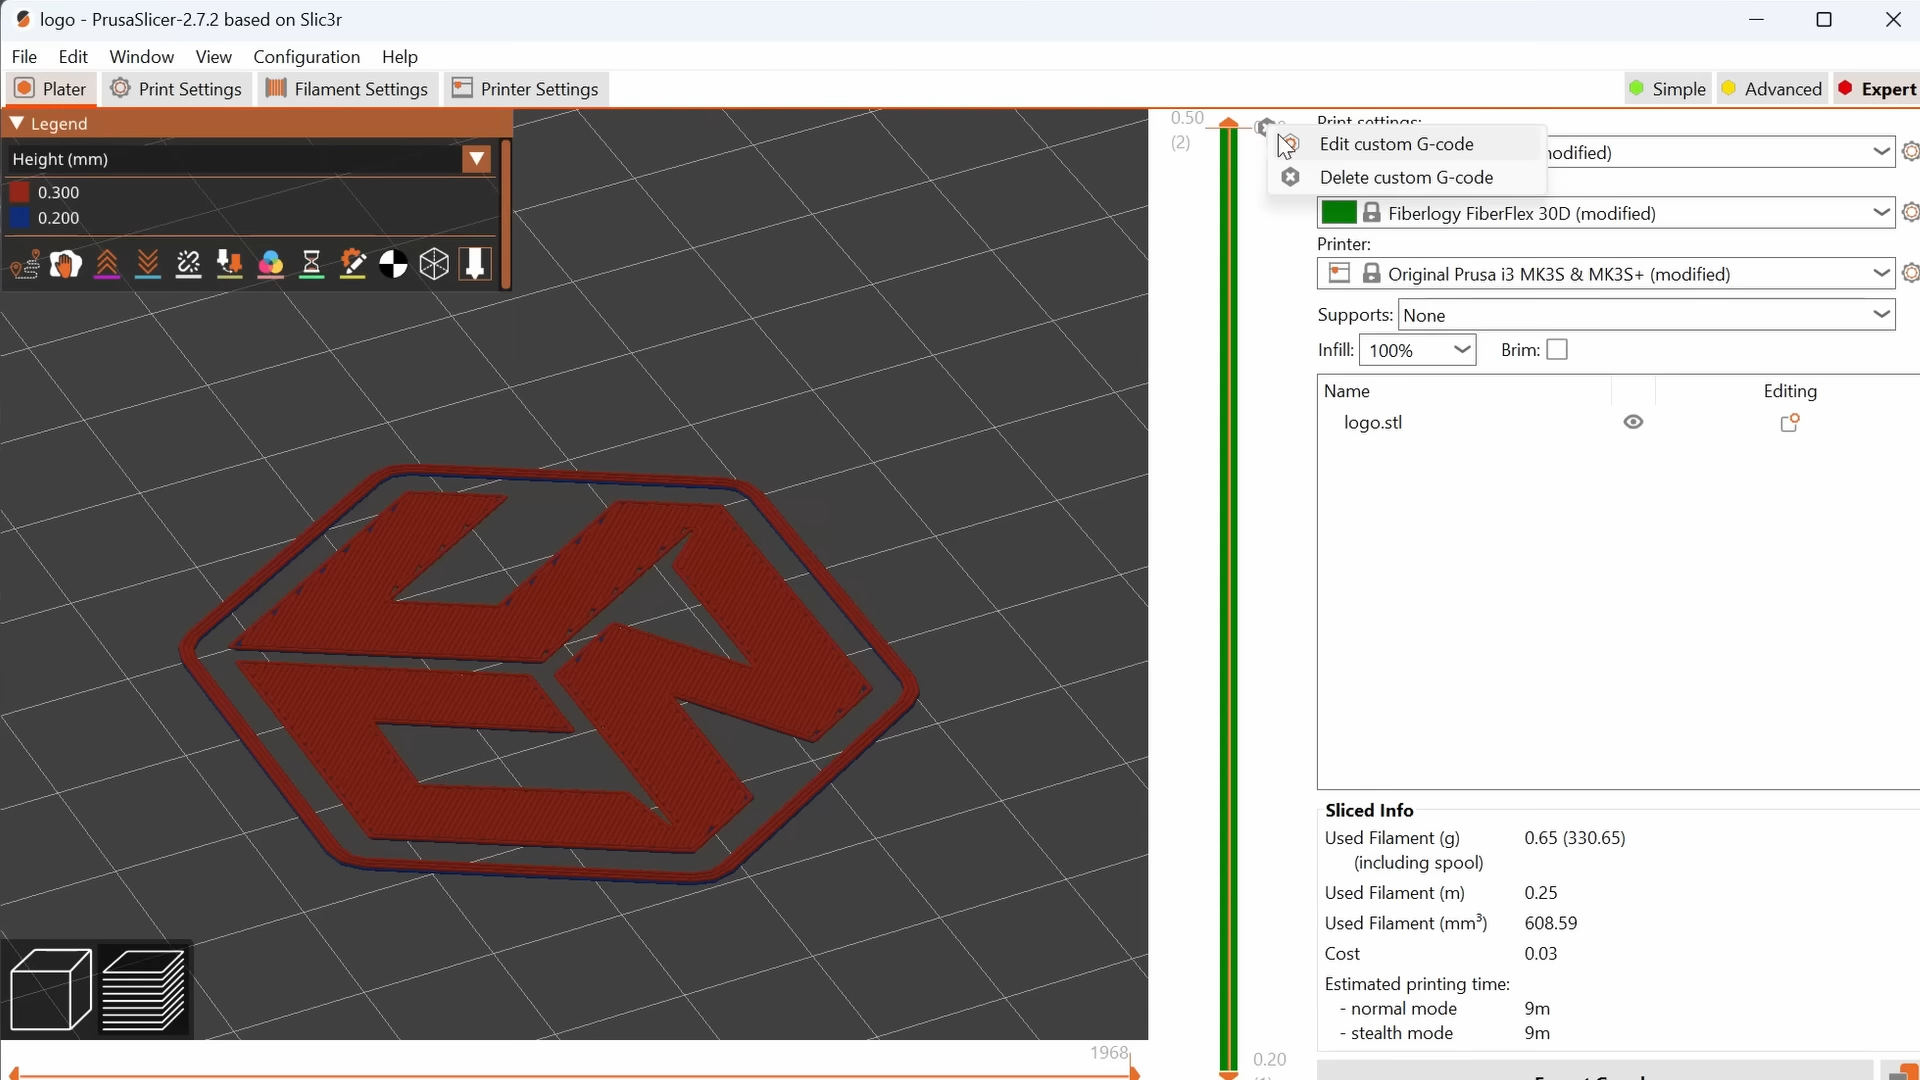 logo - PrusaSlicer-2.7.2 based on Slic3r
File Edit Window View Configuration Help
Plater Print Settings Filament Settings Printer Settings Simple Advanced Expert
Legend
Height (mm)
0.300
0.200
0.50
(2)
Print settings:
Edit custom G-code
Delete custom G-code
modified)
Fiberlogy FiberFlex 30D (modified)
Printer:
Original Prusa i3 MK3S & MK3S+ (modified)
Supports: None
Infill: 100% Brim:
Name Editing
logo.stl
Sliced Info
Used Filament (g) 0.65 (330.65)
(including spool)
Used Filament (m) 0.25
Used Filament (mm³) 608.59
Cost 0.03
Estimated printing time:
- normal mode 9m
- stealth mode 9m
1968
0.20